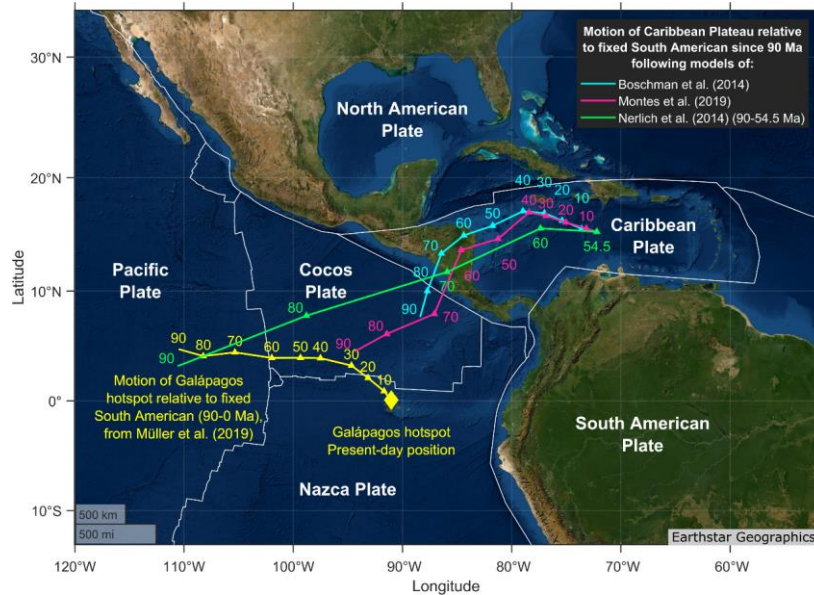 Motion of Caribbean Plateau relative
to fixed South American since 90 Ma
following models of:
Boschman et al. (2014)
Montes et al. (2019)
Nerlich et al. (2014) (90-54.5 Ma)
30°N
20°N
10°N
0°
10°S
Latitude
North American
Plate
Caribbean
Plate
Pacific
Plate
Cocos
Plate
South American
Plate
Nazca Plate
40
30
20
10
50
60
70
80
90
40
30
20
10
50
60
70
80
90
54.5
60
70
80
90
90
80
70
60
50
40
30
20
10
Motion of Galápagos
hotspot relative to fixed
South American (90-0 Ma),
from Müller et al. (2019)
Galápagos hotspot
Present-day position
500 km
500 mi
Earthstar Geographics
120°W
110°W
100°W
90°W
80°W
70°W
60°W
Longitude